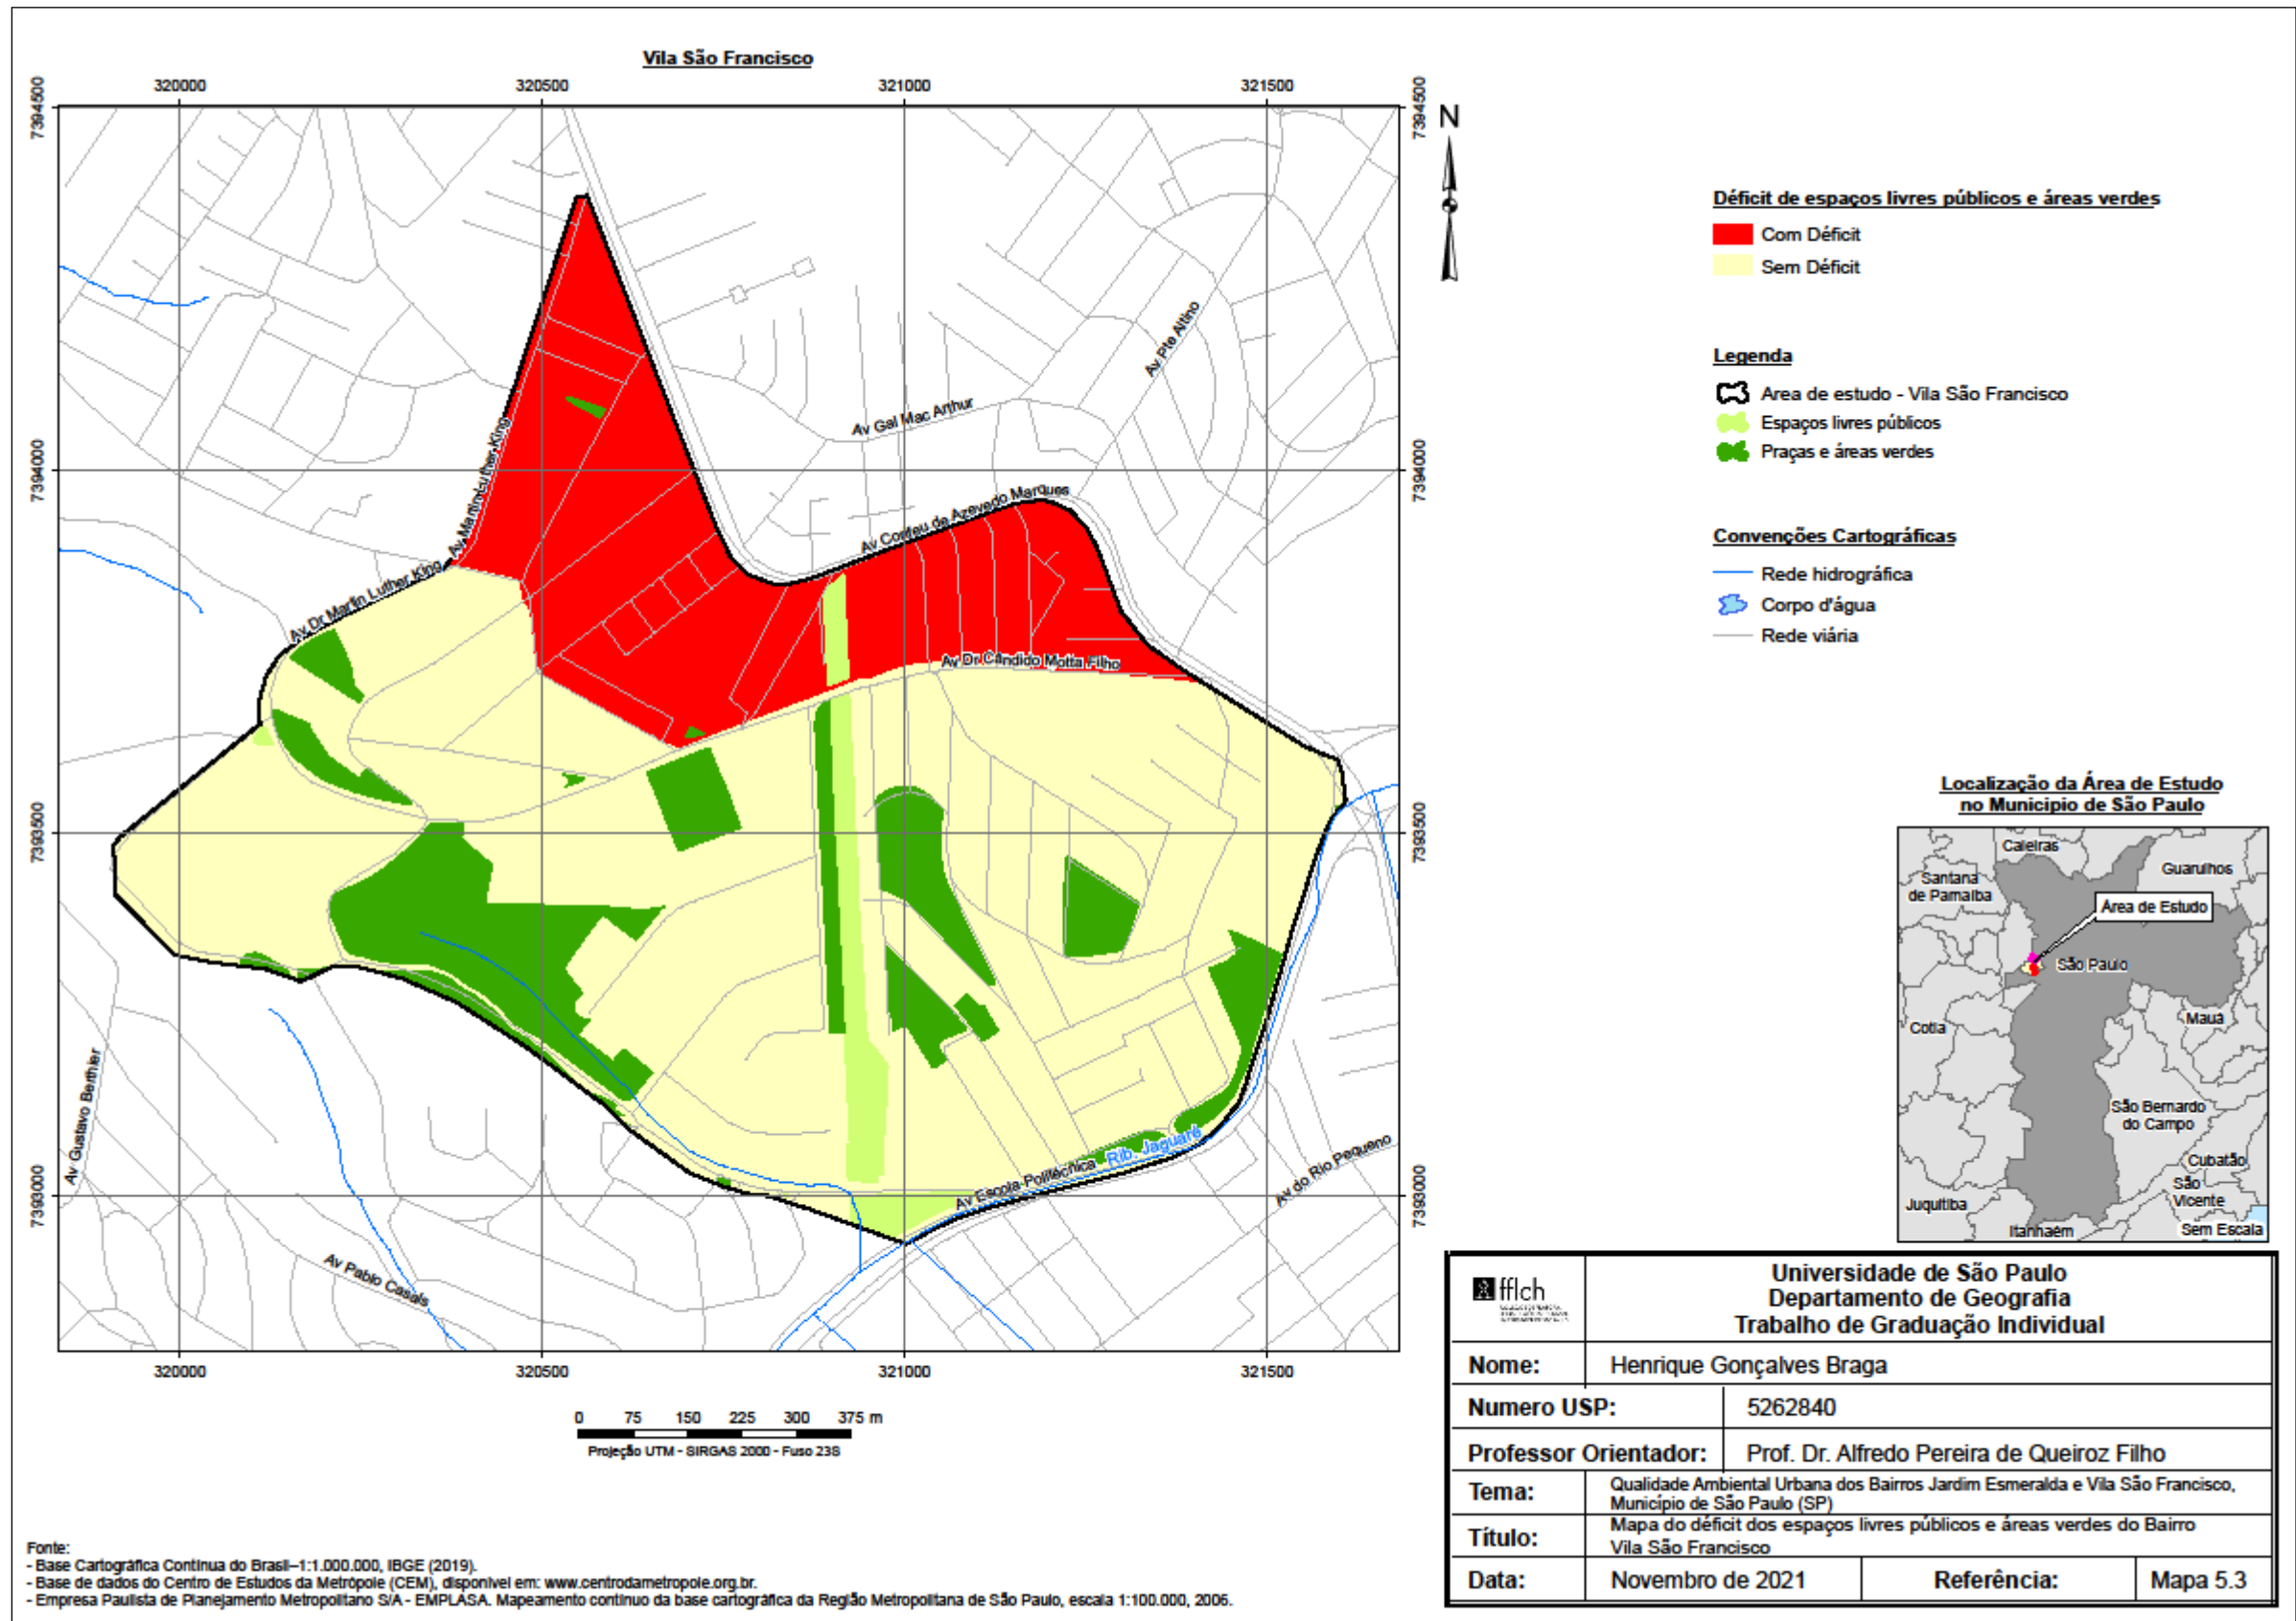 Vila São Francisco
320000
320500
321000
321500
7394500
7394500
N
7394000
7394000
7393500
7393500
7393000
7393000
Av Pte Altino
Av Gal Mac Arthur
Av Martin Luther King
Av Corifeu de Azevedo Marques
Av Dr Martin Luther King
Av Dr Cândido Motta Filho
Av Gustavo Berthier
Av Escola Politécnica
Rib. Jaguaré
Av do Rio Pequeno
Av Pablo Casals
320000
320500
321000
321500
0 75 150 225 300 375 m
Projeção UTM - SIRGAS 2000 - Fuso 23S
Déficit de espaços livres públicos e áreas verdes
Com Déficit
Sem Déficit
Legenda
Area de estudo - Vila São Francisco
Espaços livres públicos
Praças e áreas verdes
Convenções Cartográficas
Rede hidrográfica
Corpo d'água
Rede viária
Localização da Área de Estudo
no Municipio de São Paulo
Caieiras
Guarulhos
Santana
de Parnaíba
Área de Estudo
São Paulo
Cotia
Mauá
São Bernardo
do Campo
Cubatão
São
Vicente
Juquitiba
Itanhaém
Sem Escala
fflch
Universidade de São Paulo
Departamento de Geografia
Trabalho de Graduação Individual
Nome: Henrique Gonçalves Braga
Numero USP: 5262840
Professor Orientador: Prof. Dr. Alfredo Pereira de Queiroz Filho
Tema: Qualidade Ambiental Urbana dos Bairros Jardim Esmeralda e Vila São Francisco,
Município de São Paulo (SP)
Título: Mapa do déficit dos espaços livres públicos e áreas verdes do Bairro
Vila São Francisco
Data: Novembro de 2021 Referência: Mapa 5.3
Fonte:
- Base Cartográfica Continua do Brasil–1:1.000.000, IBGE (2019).
- Base de dados do Centro de Estudos da Metrópole (CEM), disponível em: www.centrodametropole.org.br.
- Empresa Paulista de Planejamento Metropolitano S/A - EMPLASA. Mapeamento contínuo da base cartográfica da Região Metropolitana de São Paulo, escala 1:100.000, 2006.